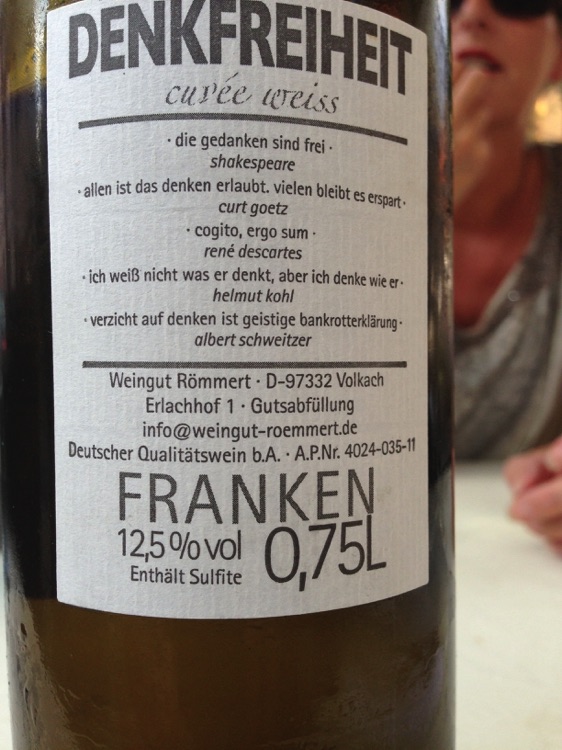 DENKFREIHEIT
cuvée weiss
· die gedanken sind frei ·
shakespeare
· allen ist das denken erlaubt. vielen bleibt es erspart ·
curt goetz
· cogito, ergo sum ·
rené descartes
· ich weiß nicht was er denkt, aber ich denke wie er ·
helmut kohl
· verzicht auf denken ist geistige bankrotterklärung ·
albert schweitzer
Weingut Römmert · D-97332 Volkach
Erlachhof 1 · Gutsabfüllung
info@weingut-roemmert.de
Deutscher Qualitätswein b.A. · A.P.Nr. 4024-035-11
FRANKEN
12,5%vol 0,75L
Enthält Sulfite